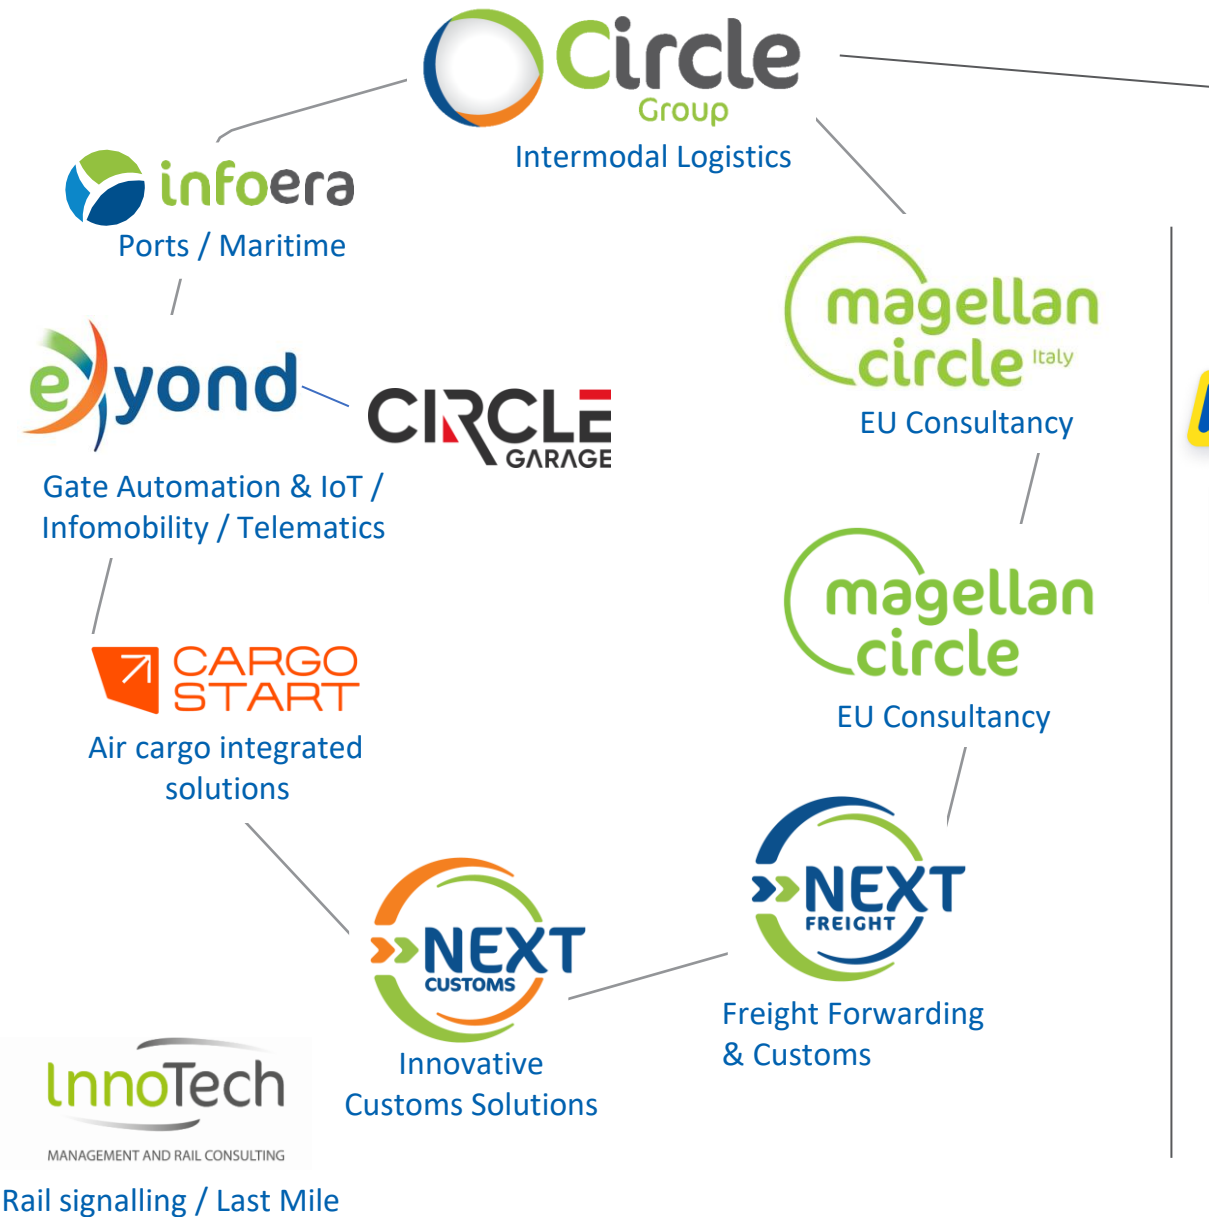 Circle
Group
Intermodal Logistics
infoera
Ports / Maritime
magellan
circle Italy
EU Consultancy
eyond
CIRCLE
GARAGE
Gate Automation & IoT /
Infomobility / Telematics
magellan
circle
EU Consultancy
CARGO
START
Air cargo integrated
solutions
NEXT
FREIGHT
Freight Forwarding
& Customs
NEXT
CUSTOMS
Innovative
Customs Solutions
InnoTech
MANAGEMENT AND RAIL CONSULTING
Rail signalling / Last Mile